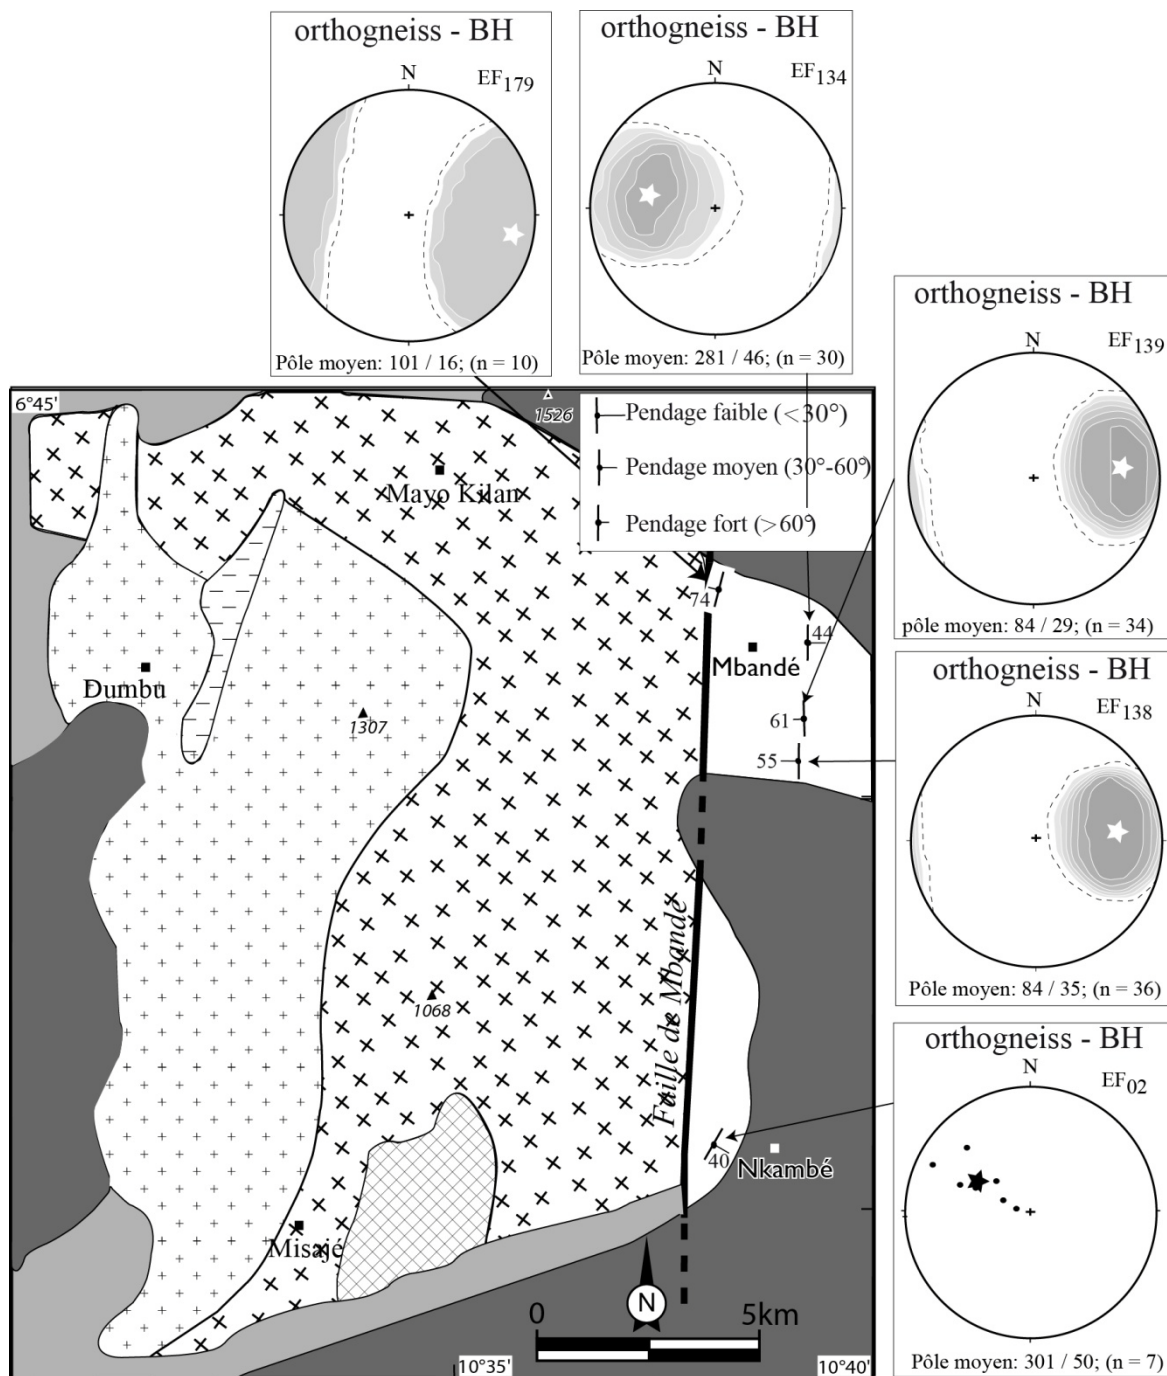 orthogneiss - BH
N
EF179
Pôle moyen: 101 / 16; (n = 10)
orthogneiss - BH
N
EF134
Pôle moyen: 281 / 46; (n = 30)
orthogneiss - BH
N
EF139
pôle moyen: 84 / 29; (n = 34)
orthogneiss - BH
N
EF138
Pôle moyen: 84 / 35; (n = 36)
orthogneiss - BH
N
EF02
Pôle moyen: 301 / 50; (n = 7)
6°45'
1526
Pendage faible (<30°)
Pendage moyen (30°-60°)
Pendage fort (>60°)
Mayo Kilan
74
44
Mbandé
Dumbu
61
1307
55
Faille de Mbande
1068
40
Nkambé
Misajé
N
0
5km
10°35'
10°40'